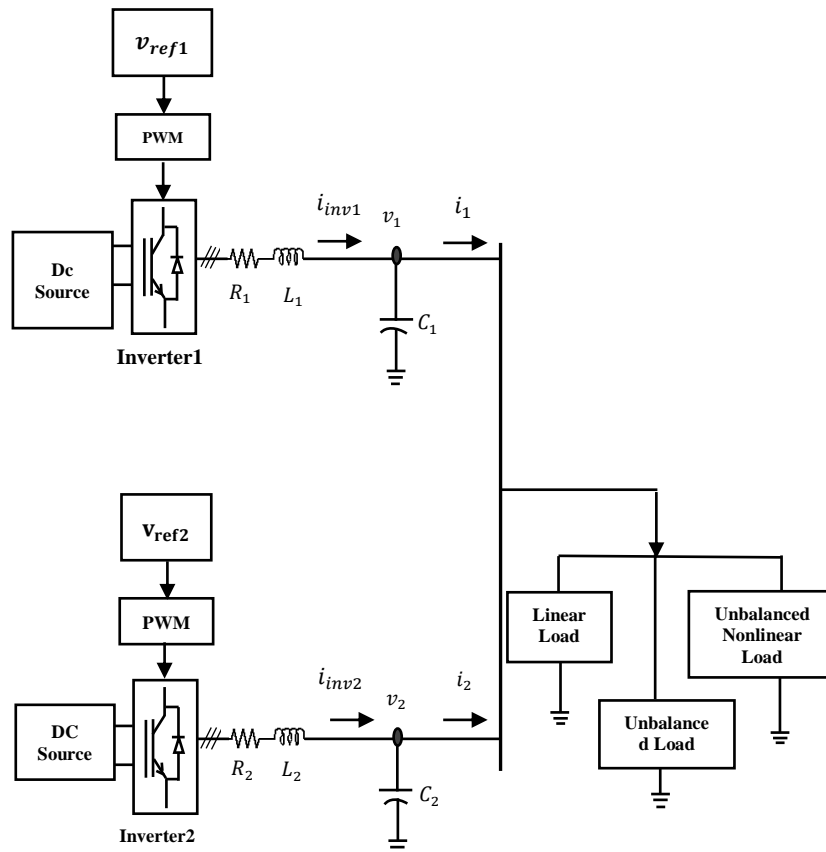 v_ref1
PWM
i_inv1
v_1
i_1
Dc
Source
R_1
L_1
C_1
Inverter1
v_ref2
PWM
i_inv2
v_2
i_2
DC
Source
R_2
L_2
C_2
Inverter2
Linear
Load
Unbalanced
Nonlinear
Load
Unbalance
d Load